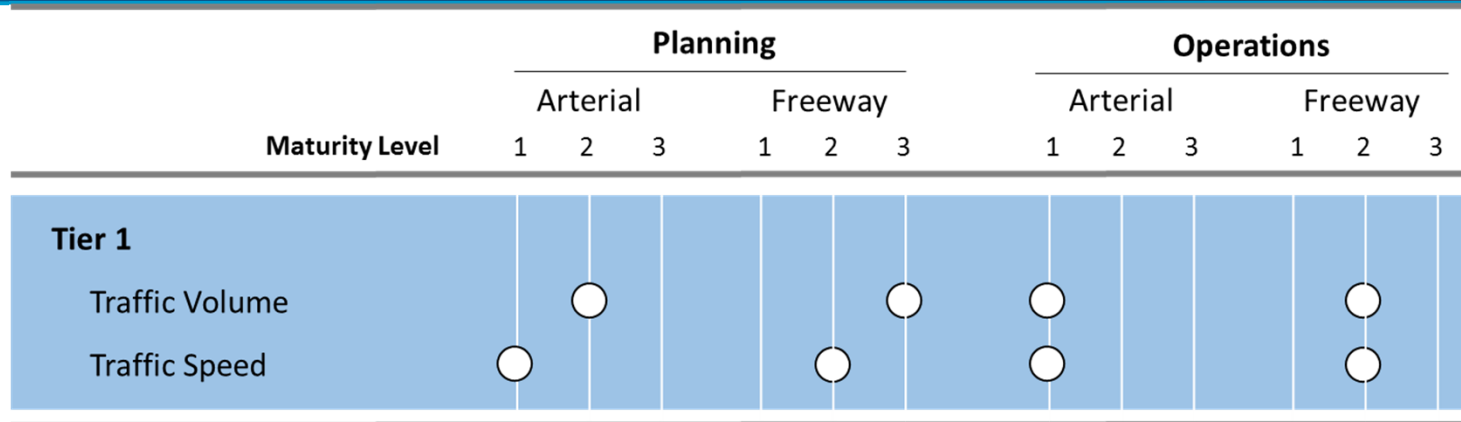 Planning Operations
Arterial Freeway Arterial Freeway
Maturity Level 1 2 3 1 2 3 1 2 3 1 2 3
Tier 1
Traffic Volume
Traffic Speed